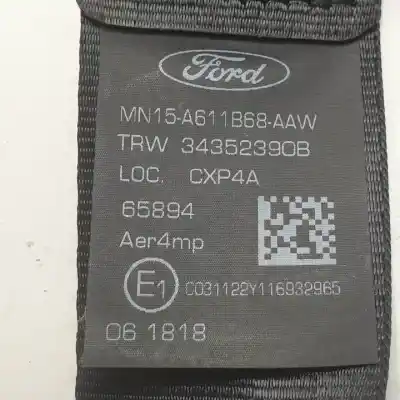 Ford
MN15-A611B68-AAW
TRW 34352390B
LOC. CXP4A
65894
Aer4mp
E1 C031122Y116932965
06 1818